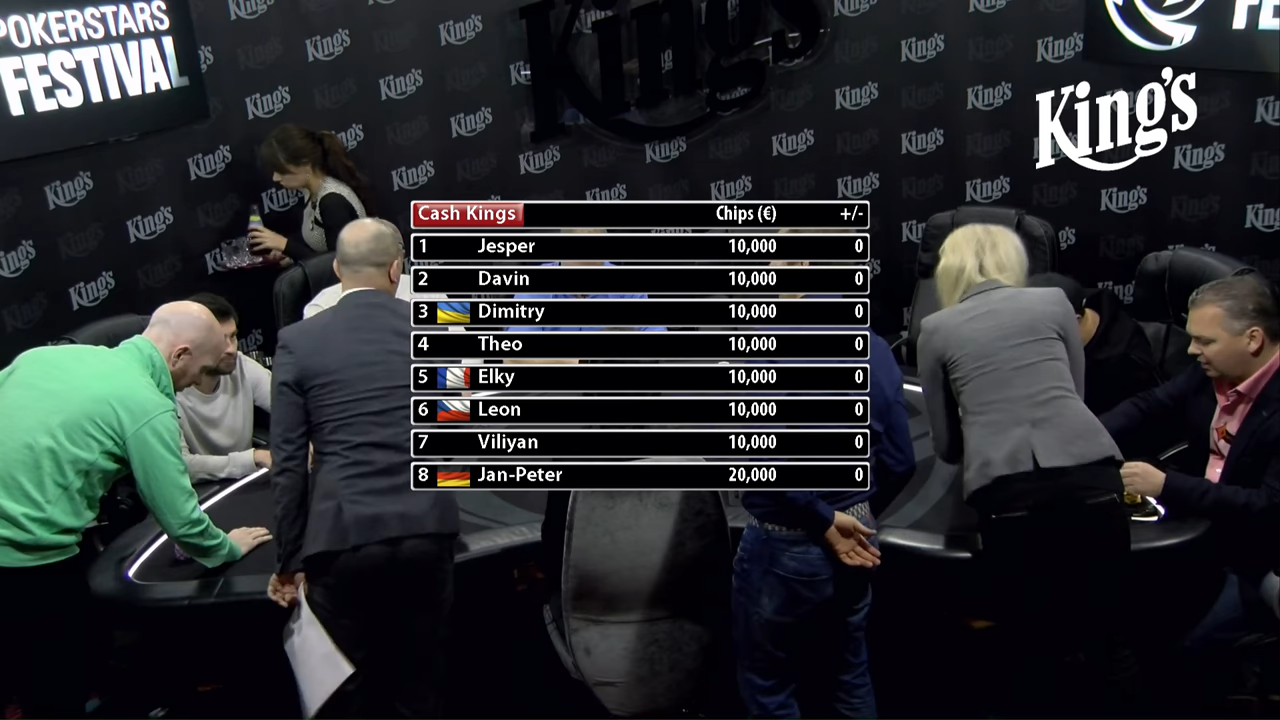 POKERSTARS
FESTIVAL
King's
King's
Cash Kings Chips (€) +/-
1 Jesper 10,000 0
2 Davin 10,000 0
3 Dimitry 10,000 0
4 Theo 10,000 0
5 Elky 10,000 0
6 Leon 10,000 0
7 Viliyan 10,000 0
8 Jan-Peter 20,000 0